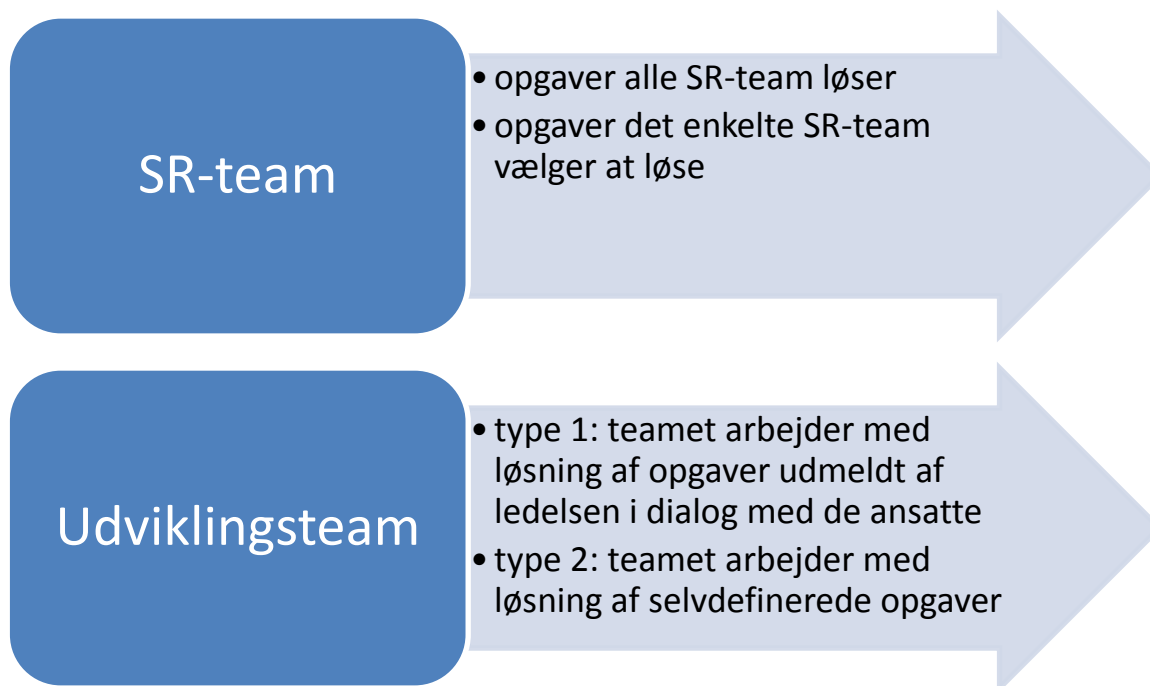 SR-team
• opgaver alle SR-team løser
• opgaver det enkelte SR-team
vælger at løse
Udviklingsteam
• type 1: teamet arbejder med
løsning af opgaver udmeldt af
ledelsen i dialog med de ansatte
• type 2: teamet arbejder med
løsning af selvdefinerede opgaver